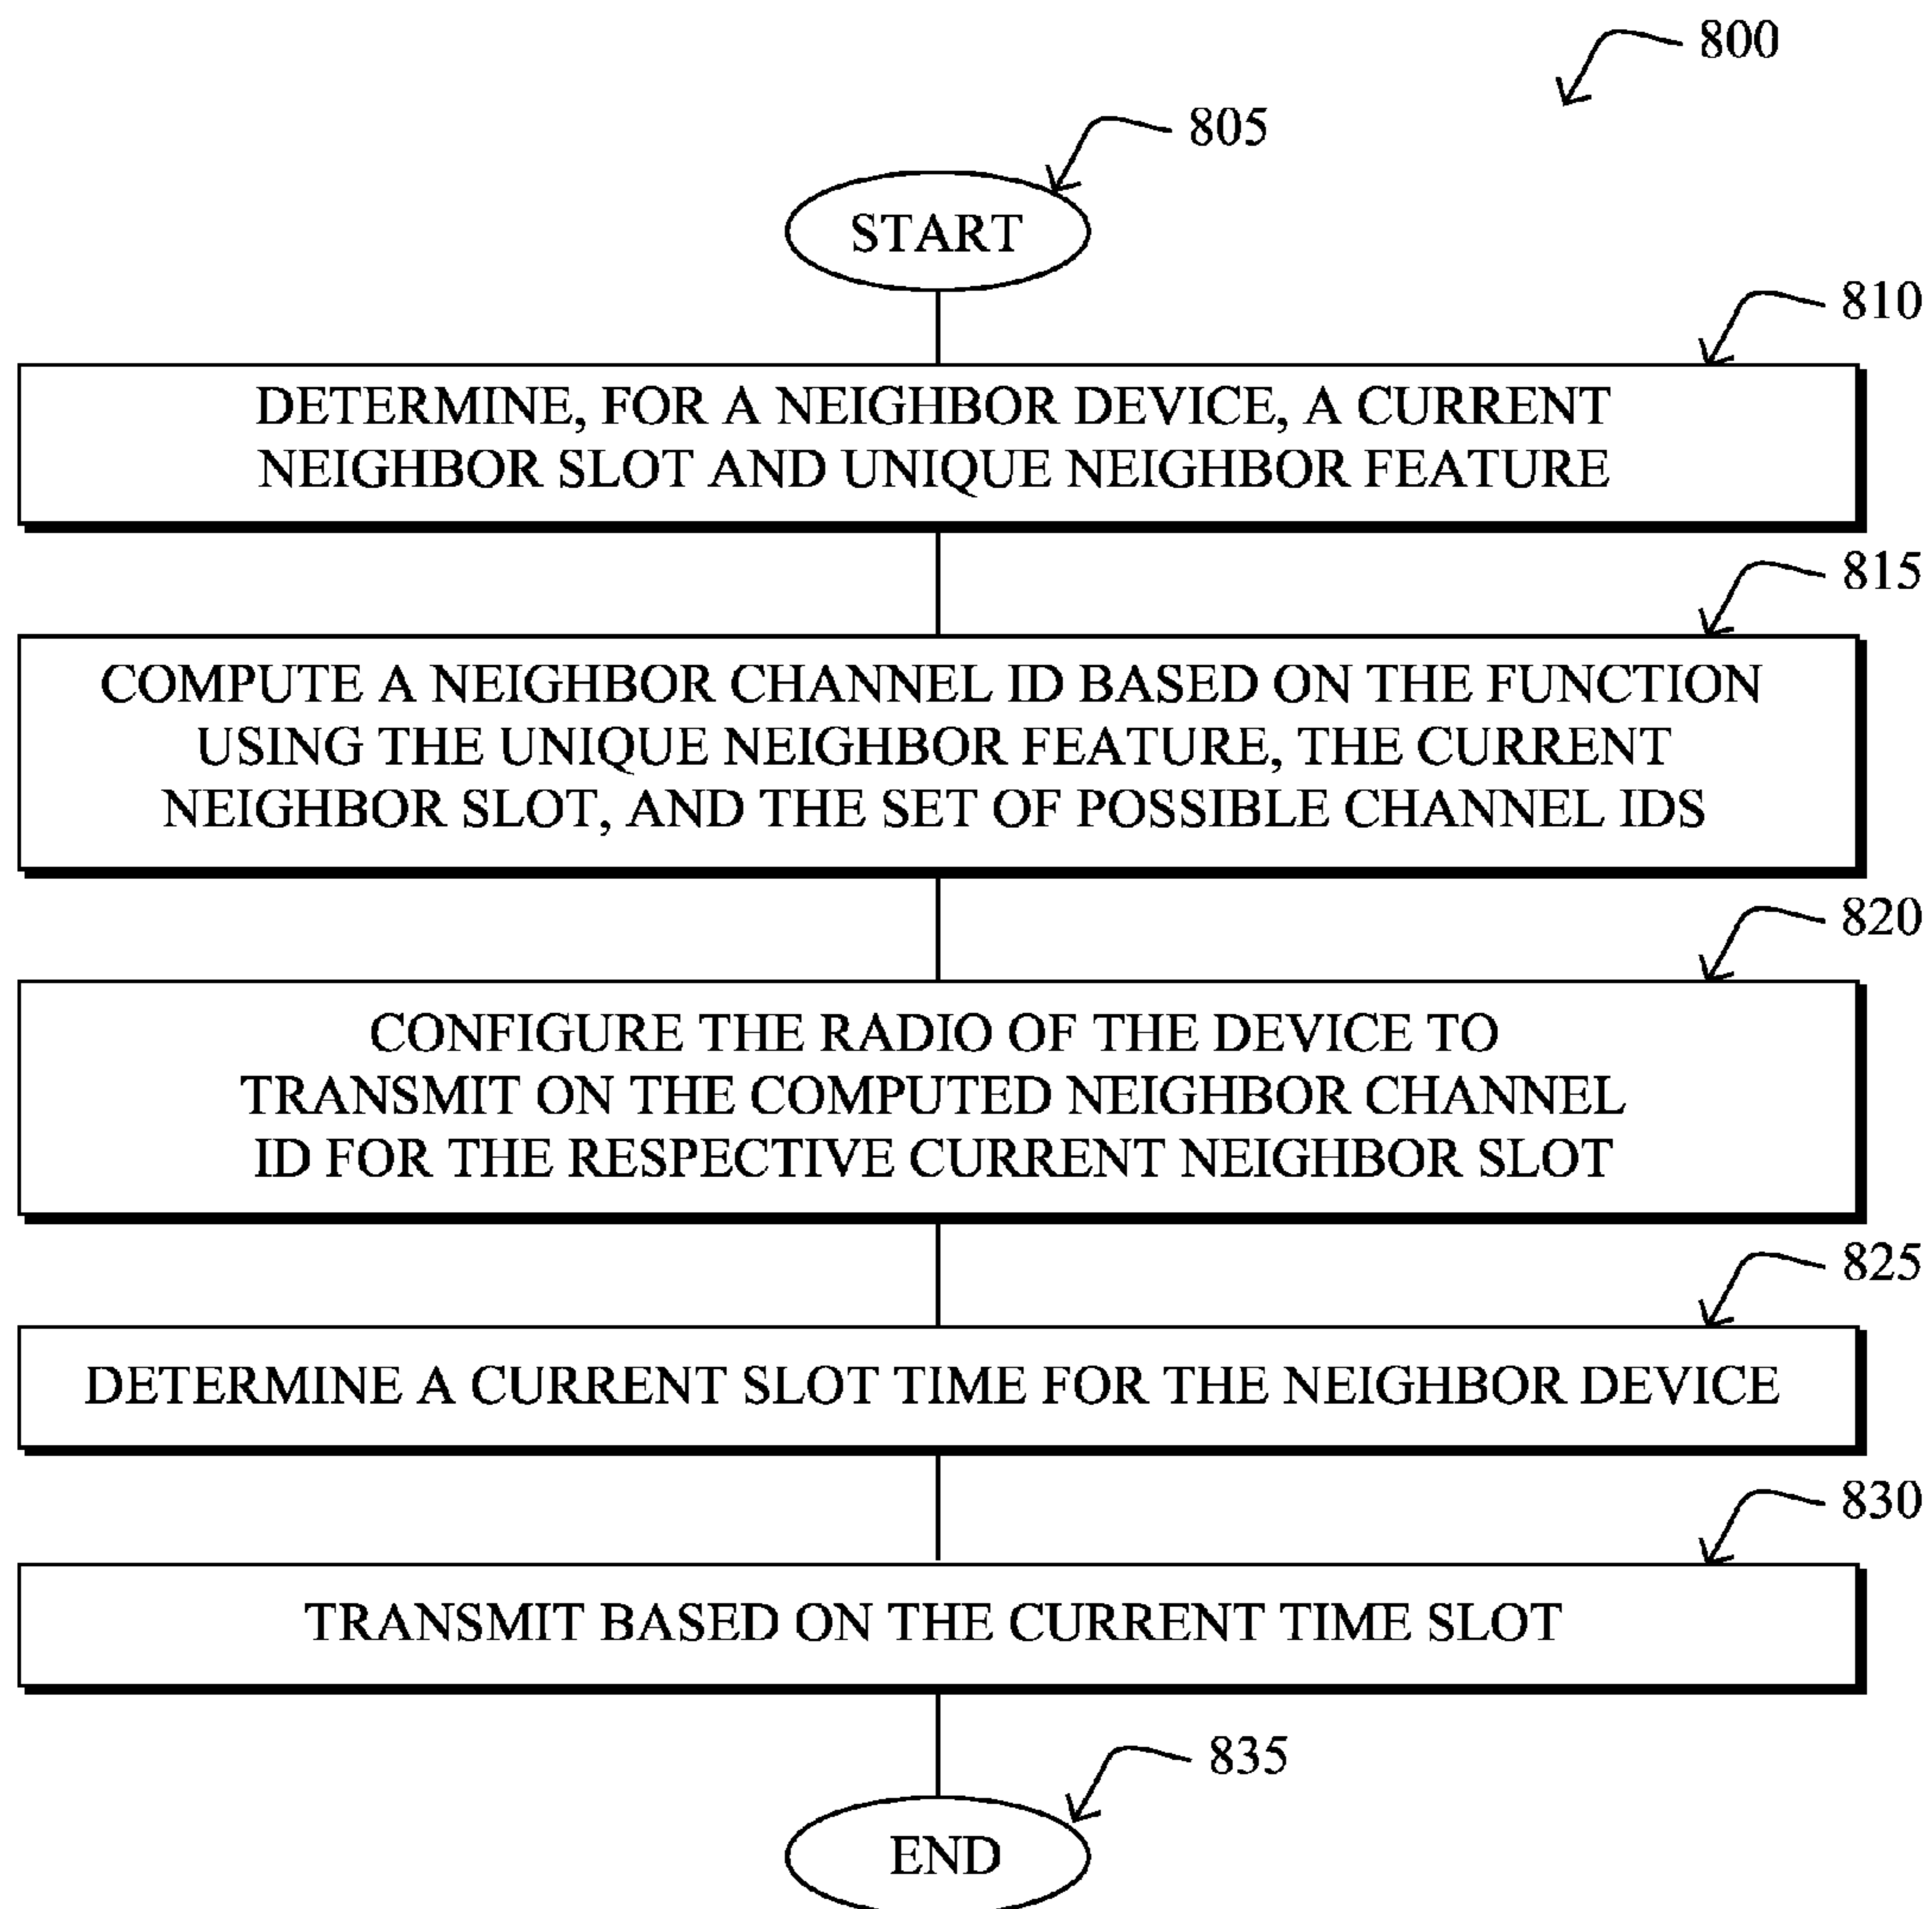 800
805
START
810
DETERMINE, FOR A NEIGHBOR DEVICE, A CURRENT
NEIGHBOR SLOT AND UNIQUE NEIGHBOR FEATURE
815
COMPUTE A NEIGHBOR CHANNEL ID BASED ON THE FUNCTION
USING THE UNIQUE NEIGHBOR FEATURE, THE CURRENT
NEIGHBOR SLOT, AND THE SET OF POSSIBLE CHANNEL IDS
820
CONFIGURE THE RADIO OF THE DEVICE TO
TRANSMIT ON THE COMPUTED NEIGHBOR CHANNEL
ID FOR THE RESPECTIVE CURRENT NEIGHBOR SLOT
825
DETERMINE A CURRENT SLOT TIME FOR THE NEIGHBOR DEVICE
830
TRANSMIT BASED ON THE CURRENT TIME SLOT
835
END